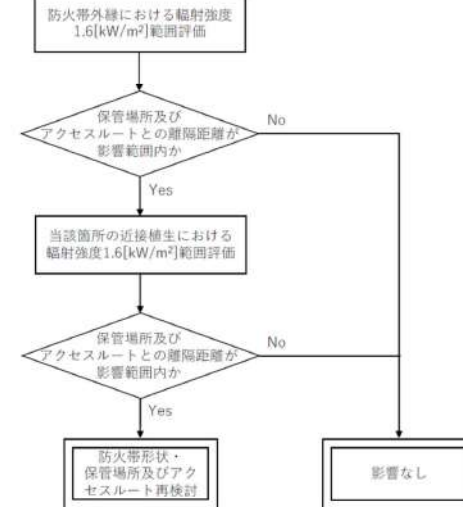 防火帯外縁における輻射強度
1.6[kW/m²]範囲評価
保管場所及び
アクセスルートとの離隔距離が
影響範囲内か
No
Yes
当該箇所の近接植生における
輻射強度1.6[kW/m²]範囲評価
保管場所及び
アクセスルートとの離隔距離が
影響範囲内か
No
Yes
防火帯形状・
保管場所及びアク
セスルート再検討
影響なし